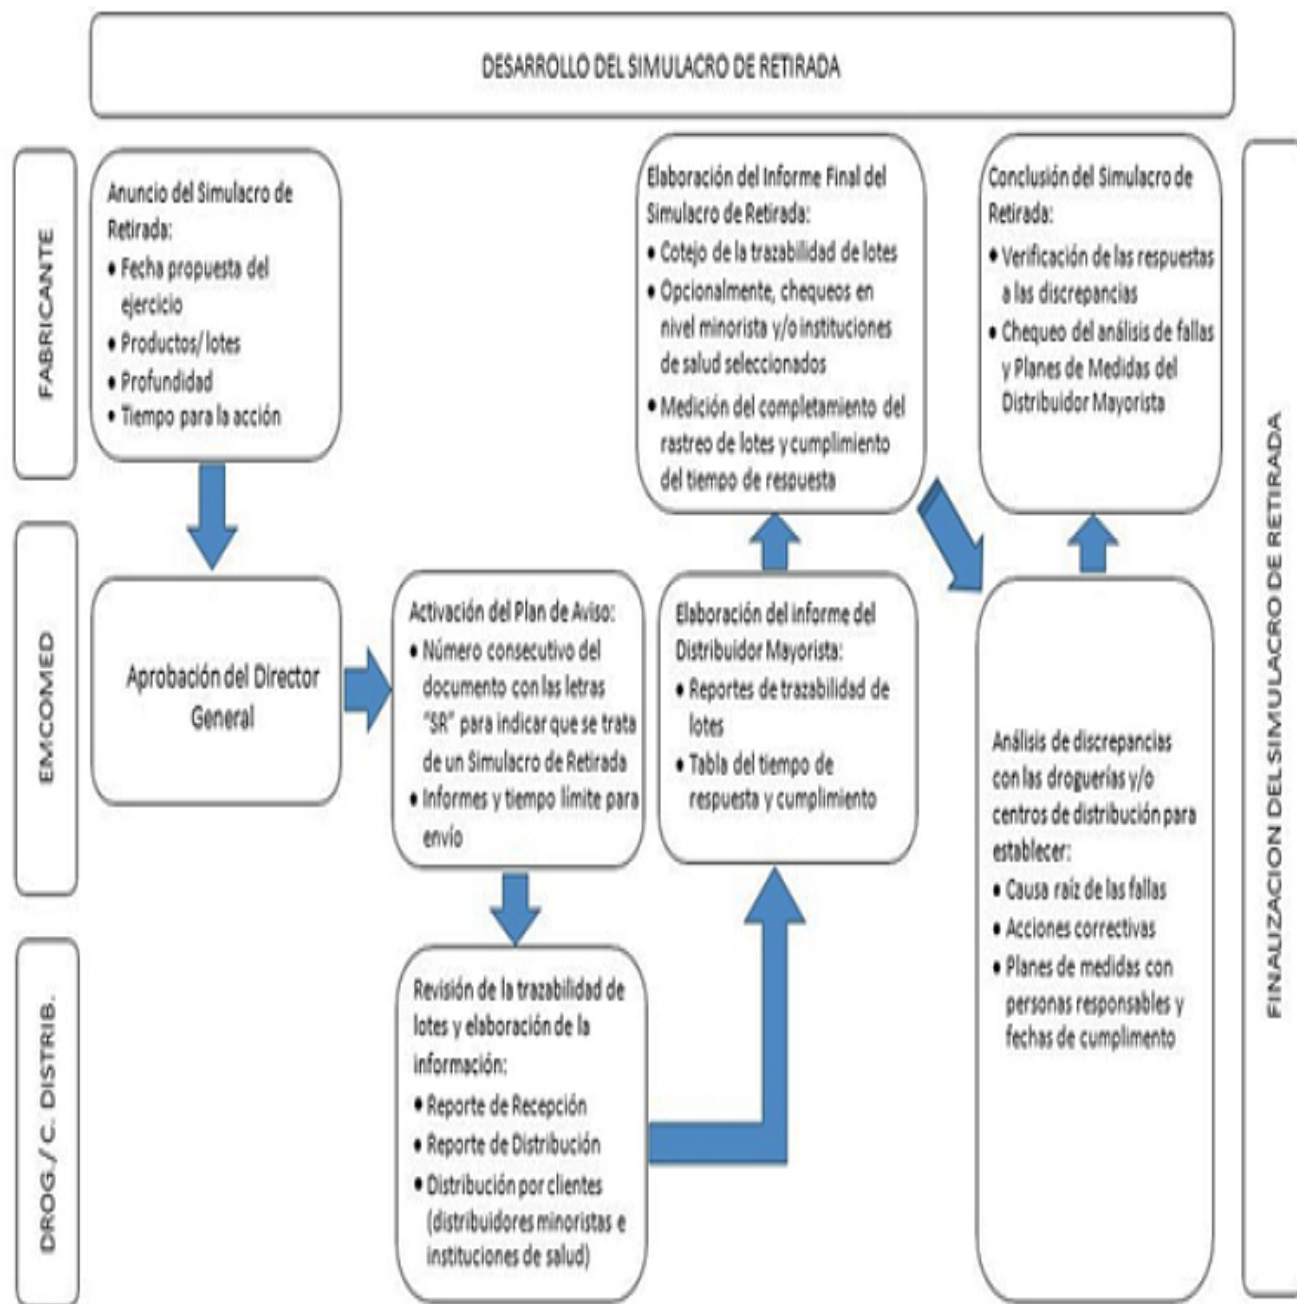 DESARROLLO DEL SIMULACRO DE RETIRADA
FABRICANTE
Anuncio del Simulacro de
Retirada:
• Fecha propuesta del
ejercicio
• Productos/ lotes
• Profundidad
• Tiempo para la acción
Elaboración del Informe Final del
Simulacro de Retirada:
• Cotejo de la trazabilidad de lotes
• Opcionalmente, chequeos en
nivel minorista y/o instituciones
de salud seleccionados
• Medición del completamiento del
rastreo de lotes y cumplimiento
del tiempo de respuesta
Conclusión del Simulacro de
Retirada:
• Verificación de las respuestas
a las discrepancias
• Chequeo del análisis de fallas
y Planes de Medidas del
Distribuidor Mayorista
EMCOMED
Aprobación del Director
General
Activación del Plan de Aviso:
• Número consecutivo del
documento con las letras
"SR" para indicar que se trata
de un Simulacro de Retirada
• Informes y tiempo límite para
envío
Elaboración del informe del
Distribuidor Mayorista:
• Reportes de trazabilidad de
lotes
• Tabla del tiempo de
respuesta y cumplimiento
Análisis de discrepancias
con las droguerías y/o
centros de distribución para
establecer:
• Causa raíz de las fallas
• Acciones correctivas
• Planes de medidas con
personas responsables y
fechas de cumplimento
DROG./ C. DISTRIB.
Revisión de la trazabilidad de
lotes y elaboración de la
información:
• Reporte de Recepción
• Reporte de Distribución
• Distribución por clientes
(distribuidores minoristas e
instituciones de salud)
FINALIZACION DEL SIMULACRO DE RETIRADA